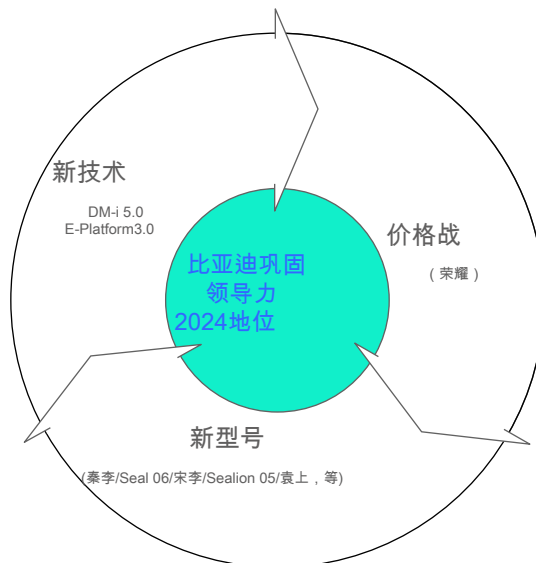 新技术
DM-i 5.0
E-Platform3.0
价格战
（荣耀）
比亚迪巩固
领导力
2024地位
新型号
(秦李/Seal 06/宋李/Sealion 05/袁上，等)